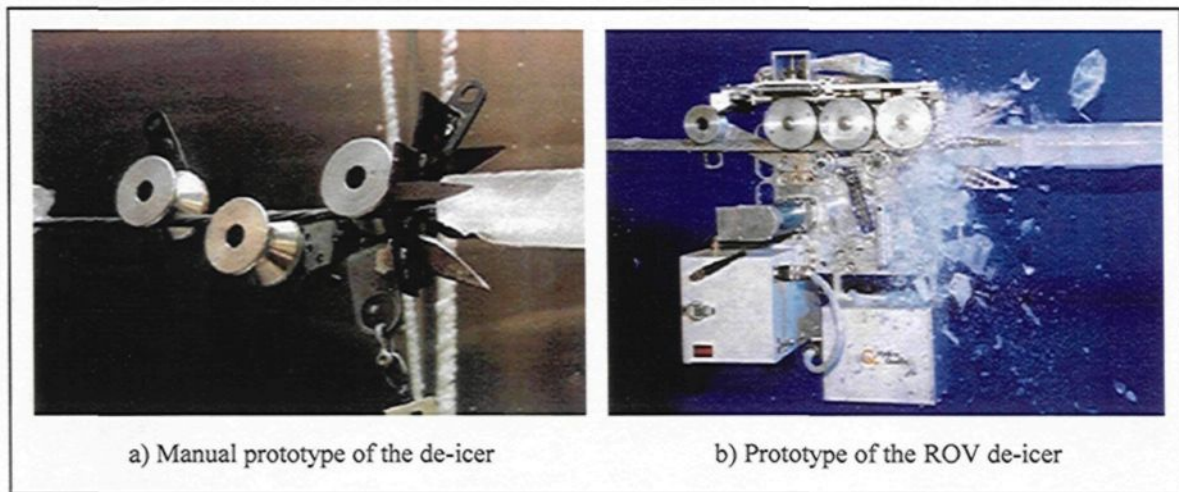 a) Manual prototype of the de-icer
b) Prototype of the ROV de-icer